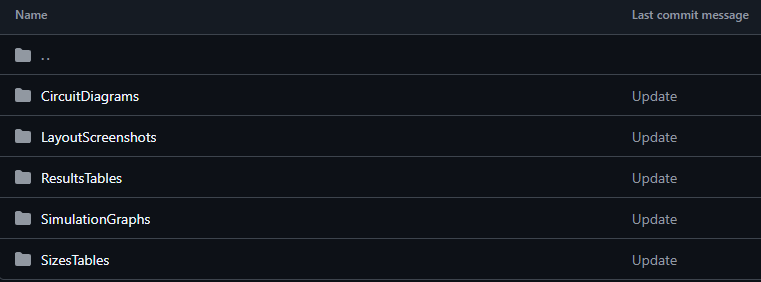 Name Last commit message
..
CircuitDiagrams Update
LayoutScreenshots Update
ResultsTables Update
SimulationGraphs Update
SizesTables Update